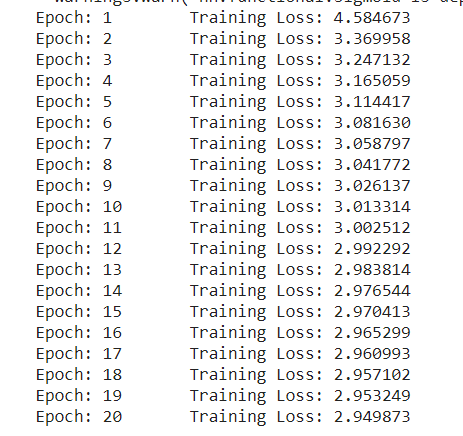 warnings.warn("nn.functional.sigmoid is dep
Epoch: 1 Training Loss: 4.584673
Epoch: 2 Training Loss: 3.369958
Epoch: 3 Training Loss: 3.247132
Epoch: 4 Training Loss: 3.165059
Epoch: 5 Training Loss: 3.114417
Epoch: 6 Training Loss: 3.081630
Epoch: 7 Training Loss: 3.058797
Epoch: 8 Training Loss: 3.041772
Epoch: 9 Training Loss: 3.026137
Epoch: 10 Training Loss: 3.013314
Epoch: 11 Training Loss: 3.002512
Epoch: 12 Training Loss: 2.992292
Epoch: 13 Training Loss: 2.983814
Epoch: 14 Training Loss: 2.976544
Epoch: 15 Training Loss: 2.970413
Epoch: 16 Training Loss: 2.965299
Epoch: 17 Training Loss: 2.960993
Epoch: 18 Training Loss: 2.957102
Epoch: 19 Training Loss: 2.953249
Epoch: 20 Training Loss: 2.949873